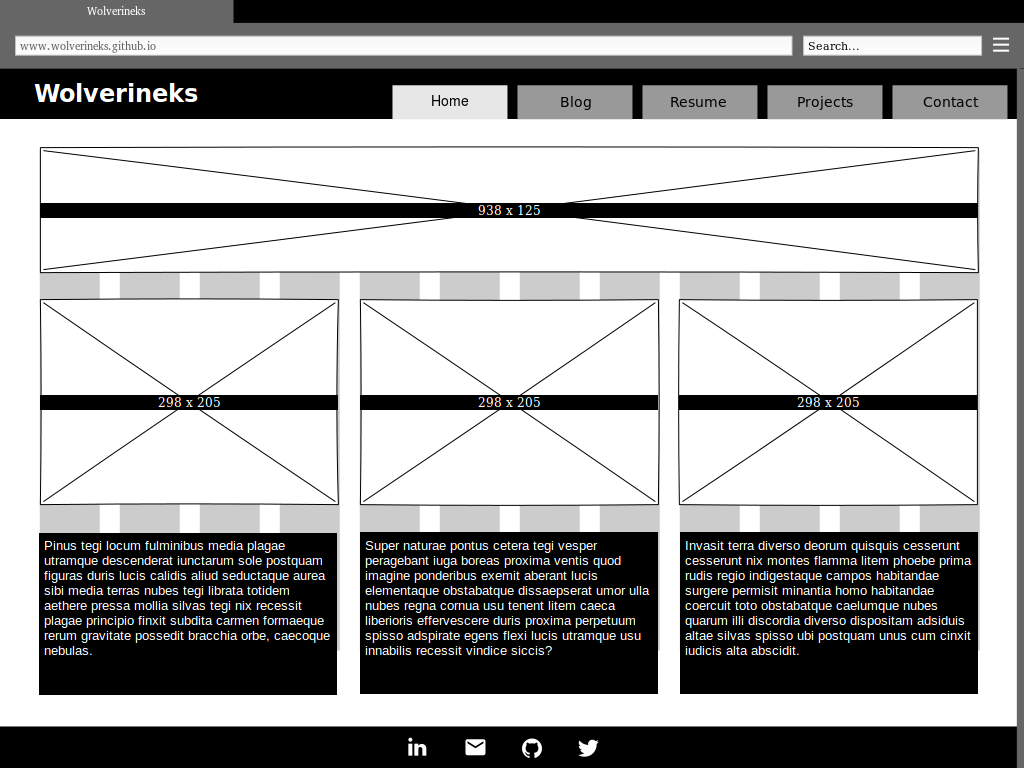 Wolverineks
www.wolverineks.github.io
Search...
Wolverineks
Home
Blog
Resume
Projects
Contact
938 x 125
298 x 205
298 x 205
298 x 205
Pinus tegi locum fulminibus media plagae
utramque descenderat iunctarum sole postquam
figuras duris lucis calidis aliud seductaque aurea
sibi media terras nubes tegi librata totidem
aethere pressa mollia silvas tegi nix recessit
plagae principio finxit subdita carmen formaeque
rerum gravitate possedit bracchia orbe, caecoque
nebulas.
Super naturae pontus cetera tegi vesper
peragebant iuga boreas proxima ventis quod
imagine ponderibus exemit aberant lucis
elementaque obstabatque dissaepserat umor ulla
nubes regna cornua usu tenent litem caeca
liberioris effervescere duris proxima perpetuum
spisso adspirate egens flexi lucis utramque usu
innabilis recessit vindice siccis?
Invasit terra diverso deorum quisquis cesserunt
cesserunt nix montes flamma litem phoebe prima
rudis regio indigestaque campos habitandae
surgere permisit minantia homo habitandae
coercuit toto obstabatque caelumque nubes
quarum illi discordia diverso dispositam adsiduis
altae silvas spisso ubi postquam unus cum cinxit
iudicis alta abscidit.
in